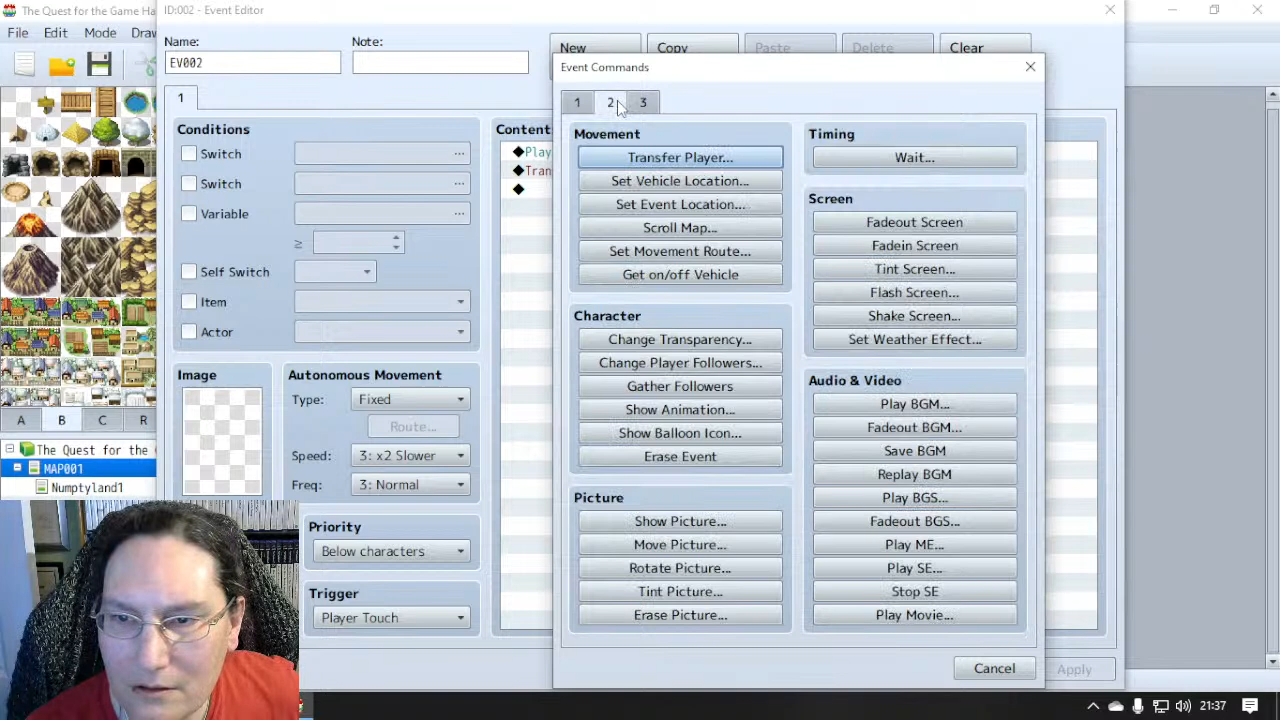 The Quest for the Game Ha
ID:002 - Event Editor
File Edit Mode Draw
Name:
Note:
New
Copy
Paste
Delete
Clear
EV002
1
Conditions
Switch ...
Switch ...
Variable ...
≥
Self Switch
Item
Actor
Image
Autonomous Movement
Type: Fixed
Route...
Speed: 3: x2 Slower
Freq: 3: Normal
Priority
Below characters
Trigger
Player Touch
Content
◆Play
◆Tran
◆
Event Commands
1 2 3
Movement
Transfer Player...
Set Vehicle Location...
Set Event Location...
Scroll Map...
Set Movement Route...
Get on/off Vehicle
Character
Change Transparency...
Change Player Followers...
Gather Followers
Show Animation...
Show Balloon Icon...
Erase Event
Picture
Show Picture...
Move Picture...
Rotate Picture...
Tint Picture...
Erase Picture...
Timing
Wait...
Screen
Fadeout Screen
Fadein Screen
Tint Screen...
Flash Screen...
Shake Screen...
Set Weather Effect...
Audio & Video
Play BGM...
Fadeout BGM...
Save BGM
Replay BGM
Play BGS...
Fadeout BGS...
Play ME...
Play SE...
Stop SE
Play Movie...
Cancel
Apply
A B C R
The Quest for the (
MAP001
Numptyland1
21:37